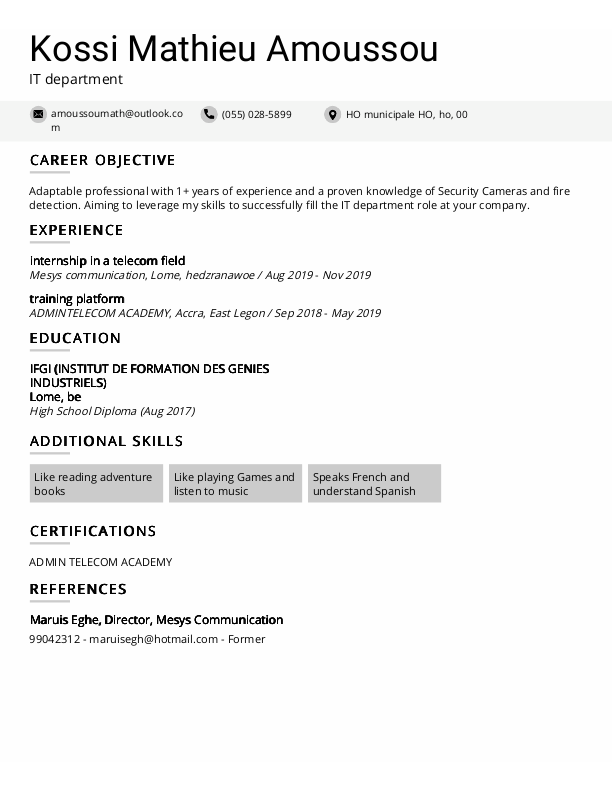 Kossi Mathieu Amoussou
IT department
amoussoumath@outlook.co
m
(055) 028-5899
HO municipale HO, ho, 00
CAREER OBJECTIVE
Adaptable professional with 1+ years of experience and a proven knowledge of Security Cameras and fire
detection. Aiming to leverage my skills to successfully fill the IT department role at your company.
EXPERIENCE
internship in a telecom field
Mesys communication, Lome, hedzranawoe / Aug 2019 - Nov 2019
training platform
ADMINTELECOM ACADEMY, Accra, East Legon / Sep 2018 - May 2019
EDUCATION
IFGI (INSTITUT DE FORMATION DES GENIES
INDUSTRIELS)
Lome, be
High School Diploma (Aug 2017)
ADDITIONAL SKILLS
Like reading adventure
books
Like playing Games and
listen to music
Speaks French and
understand Spanish
CERTIFICATIONS
ADMIN TELECOM ACADEMY
REFERENCES
Maruis Eghe, Director, Mesys Communication
99042312 - maruisegh@hotmail.com - Former